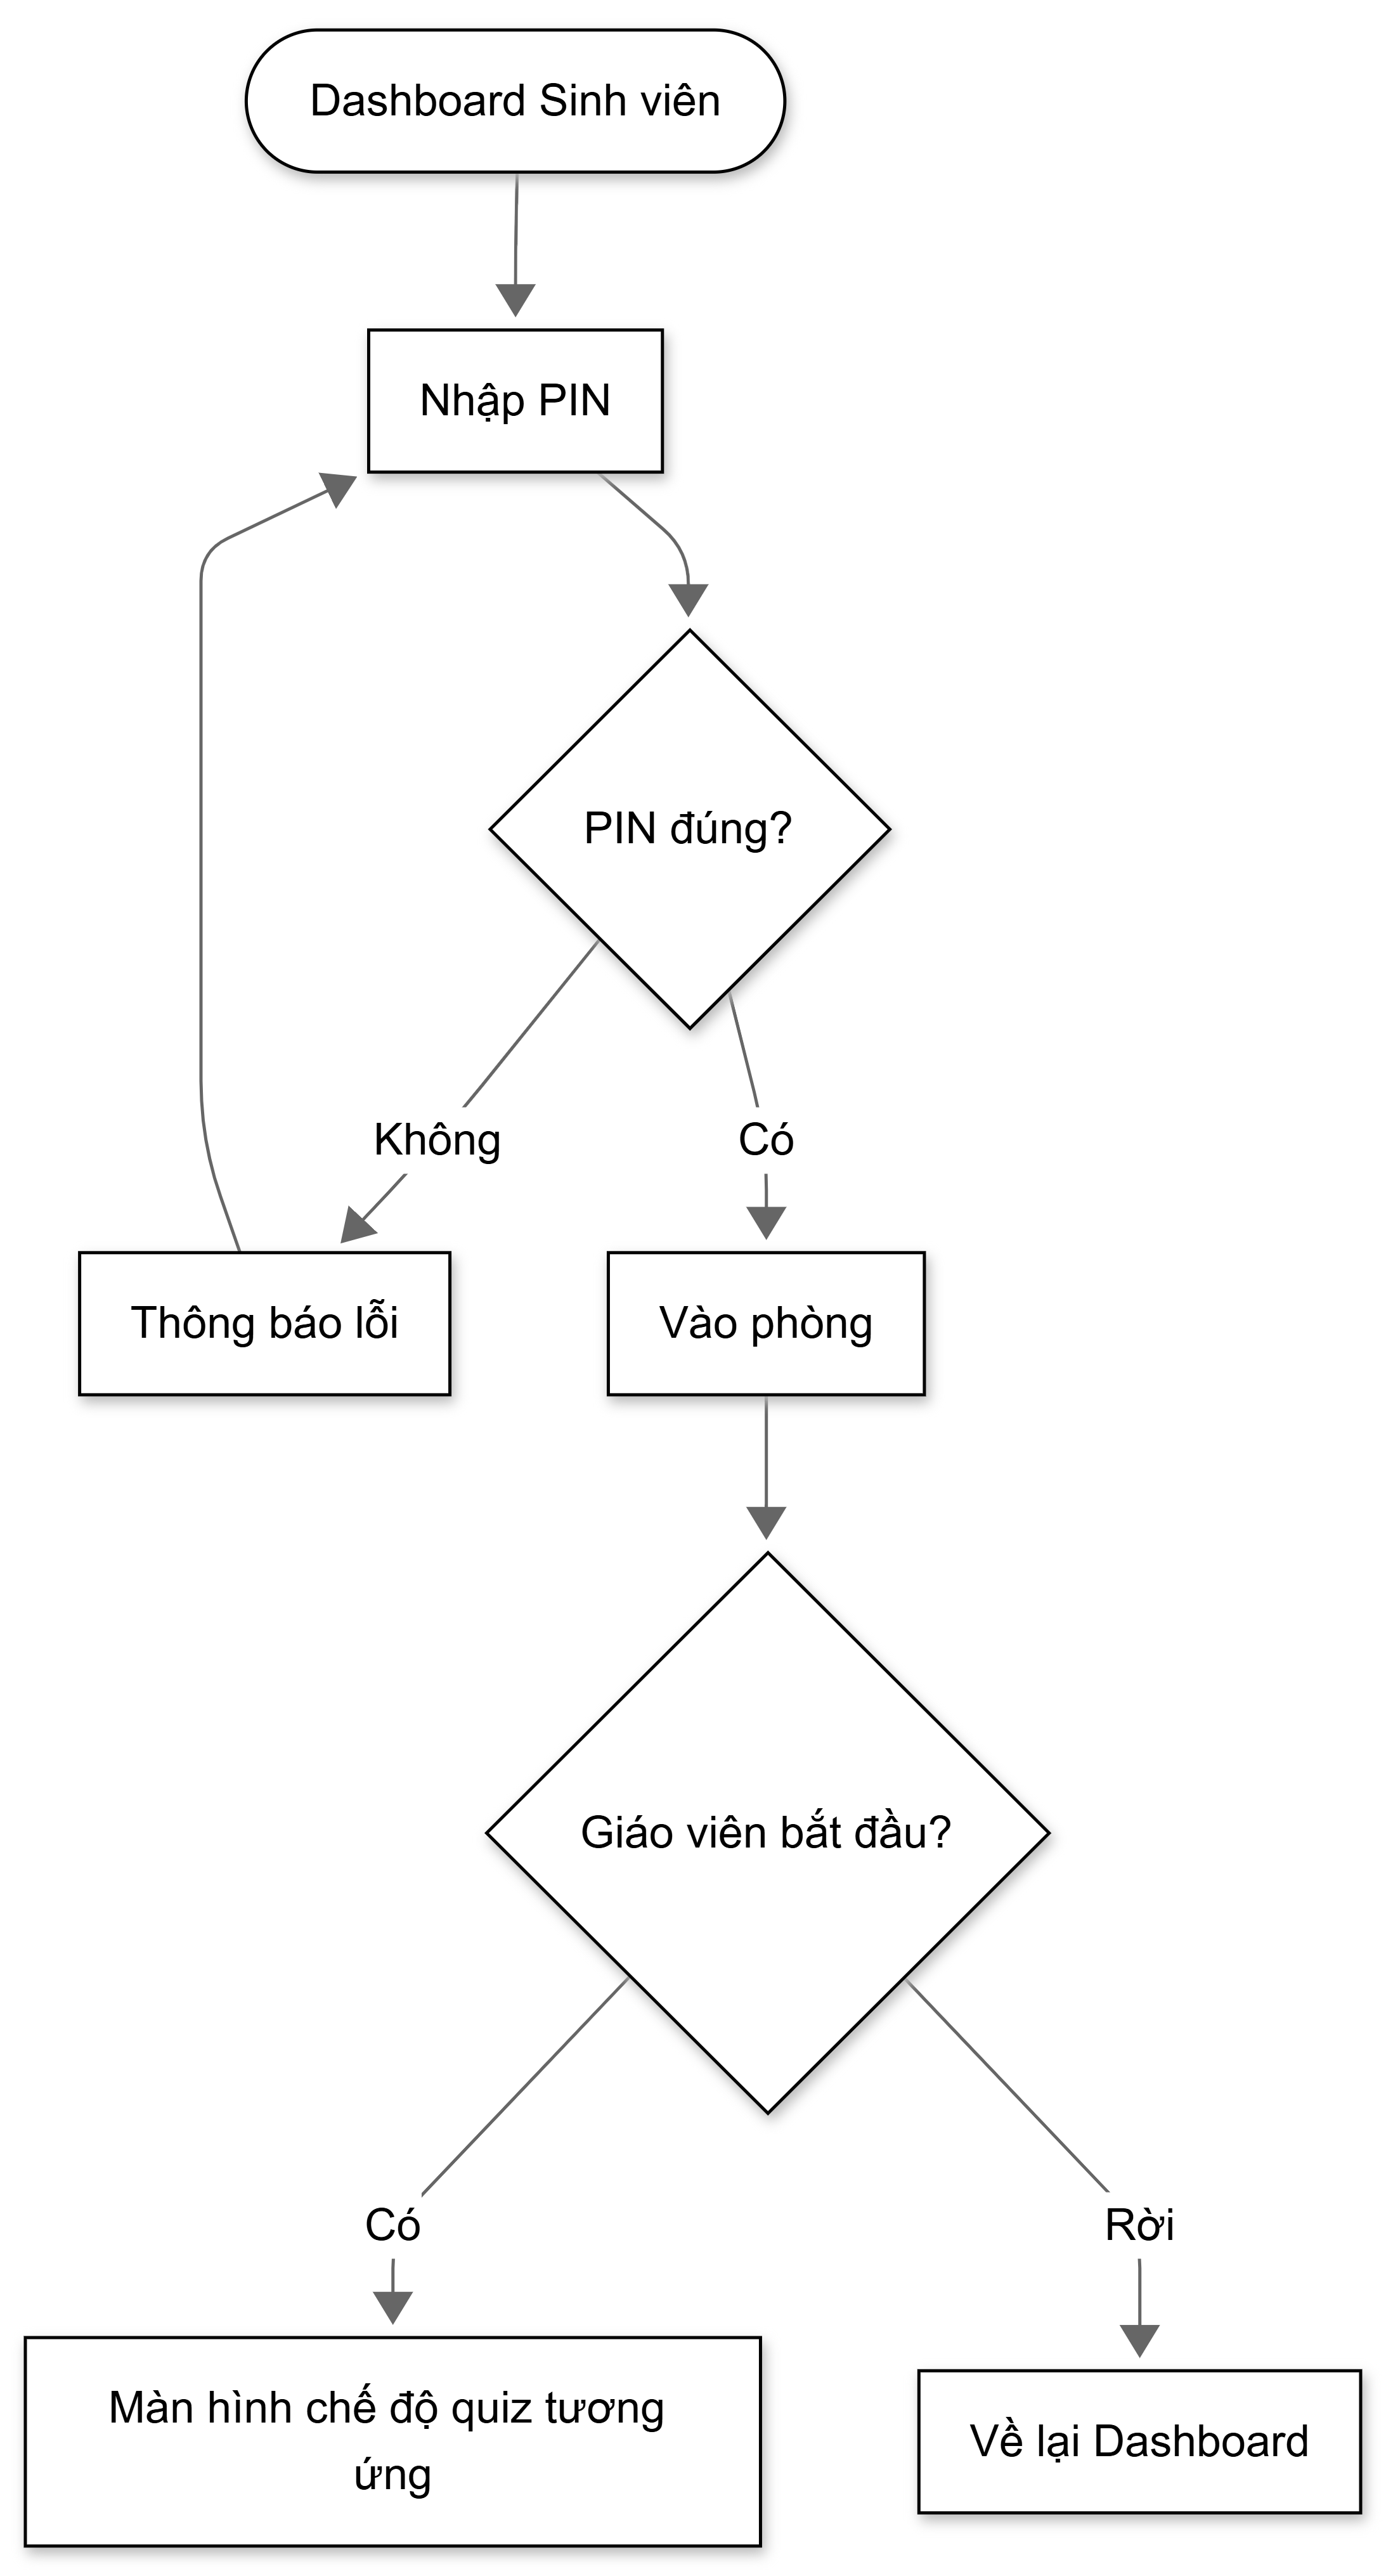 Dashboard Sinh viên
Nhập PIN
PIN đúng?
Không
Có
Thông báo lỗi
Vào phòng
Giáo viên bắt đầu?
Có
Rời
Màn hình chế độ quiz tương
ứng
Về lại Dashboard